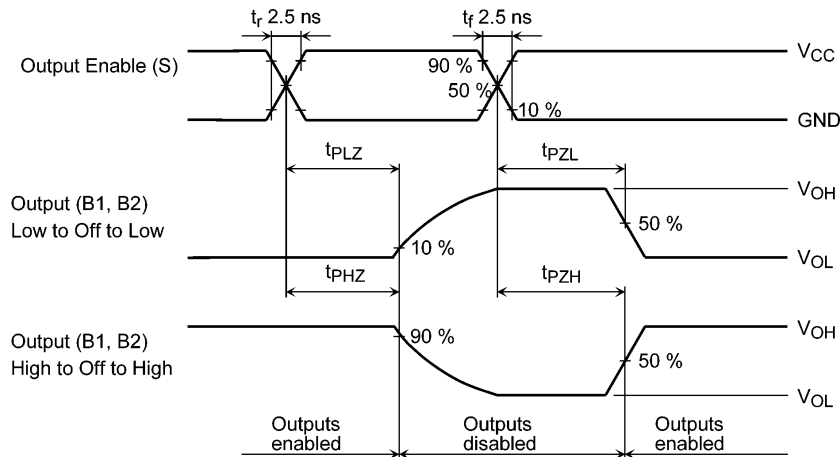 tr 2.5 ns
tf 2.5 ns
Output Enable (S)
90 %
50 %
10 %
VCC
GND
tPLZ
tPZL
Output (B1, B2)
Low to Off to Low
10 %
50 %
VOH
VOL
tPHZ
tPZH
Output (B1, B2)
High to Off to High
90 %
50 %
VOH
VOL
Outputs
enabled
Outputs
disabled
Outputs
enabled